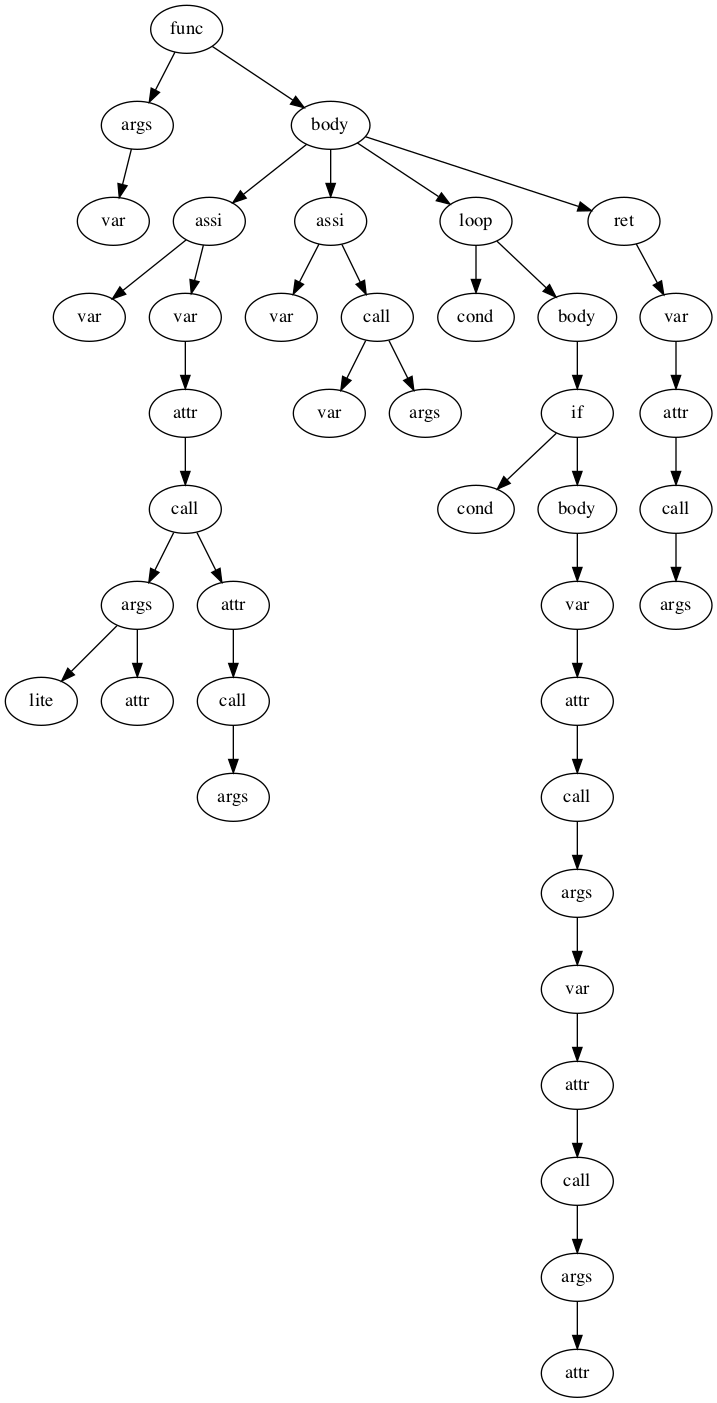 func
args
body
var
assi
assi
loop
ret
var
var
var
call
cond
body
var
attr
var
args
if
attr
call
cond
body
call
args
attr
var
args
lite
attr
call
attr
args
call
args
var
attr
call
args
attr